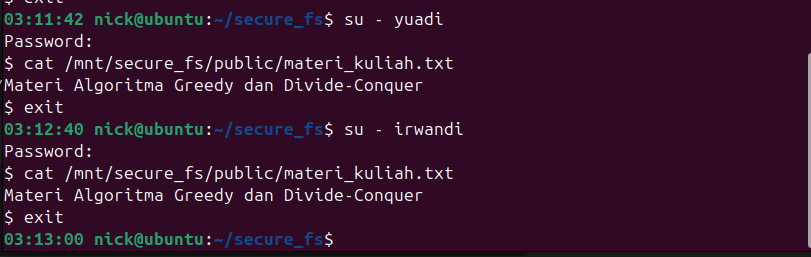 $ exit
03:11:42 nick@ubuntu:~/secure_fs$ su - yuadi
Password:
$ cat /mnt/secure_fs/public/materi_kuliah.txt
Materi Algoritma Greedy dan Divide-Conquer
$ exit
03:12:40 nick@ubuntu:~/secure_fs$ su - irwandi
Password:
$ cat /mnt/secure_fs/public/materi_kuliah.txt
Materi Algoritma Greedy dan Divide-Conquer
$ exit
03:13:00 nick@ubuntu:~/secure_fs$